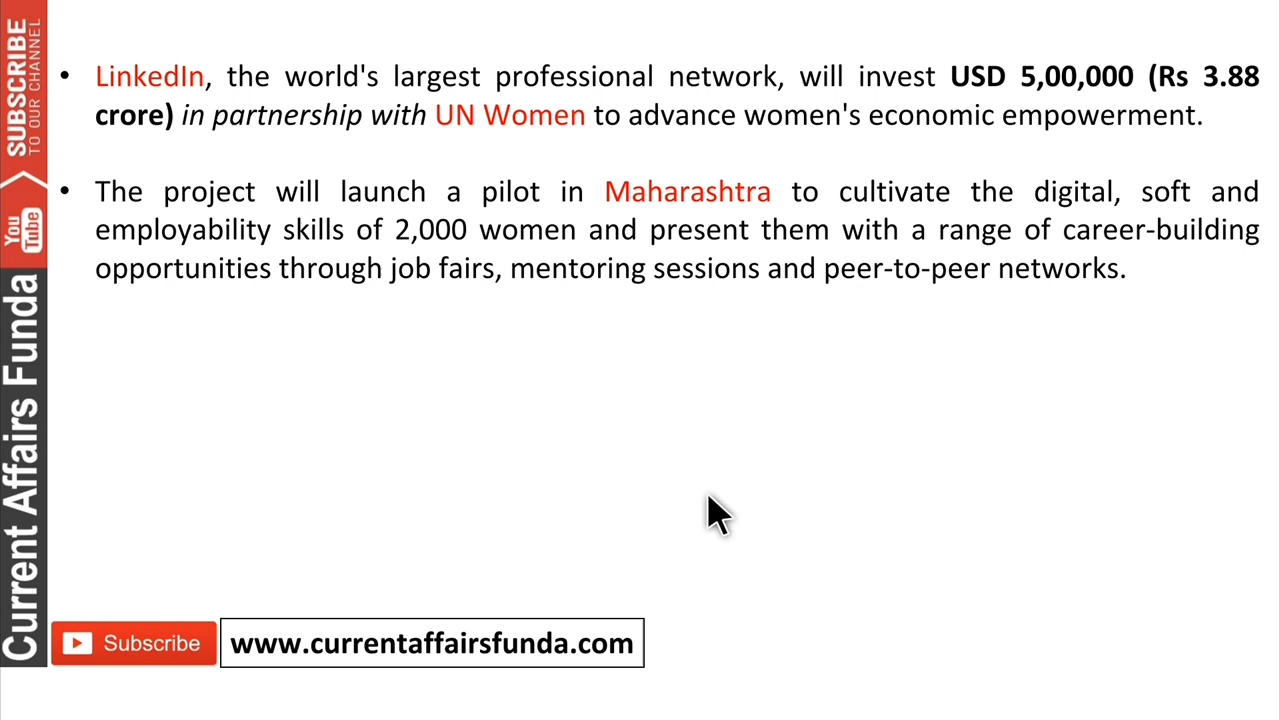 • LinkedIn, the world's largest professional network, will invest USD 5,00,000 (Rs 3.88
crore) in partnership with UN Women to advance women's economic empowerment.
• The project will launch a pilot in Maharashtra to cultivate the digital, soft and
employability skills of 2,000 women and present them with a range of career-building
opportunities through job fairs, mentoring sessions and peer-to-peer networks.
SUBSCRIBE
TO OUR CHANNEL
You
Tube
Current Affairs Funda
Subscribe
www.currentaffairsfunda.com